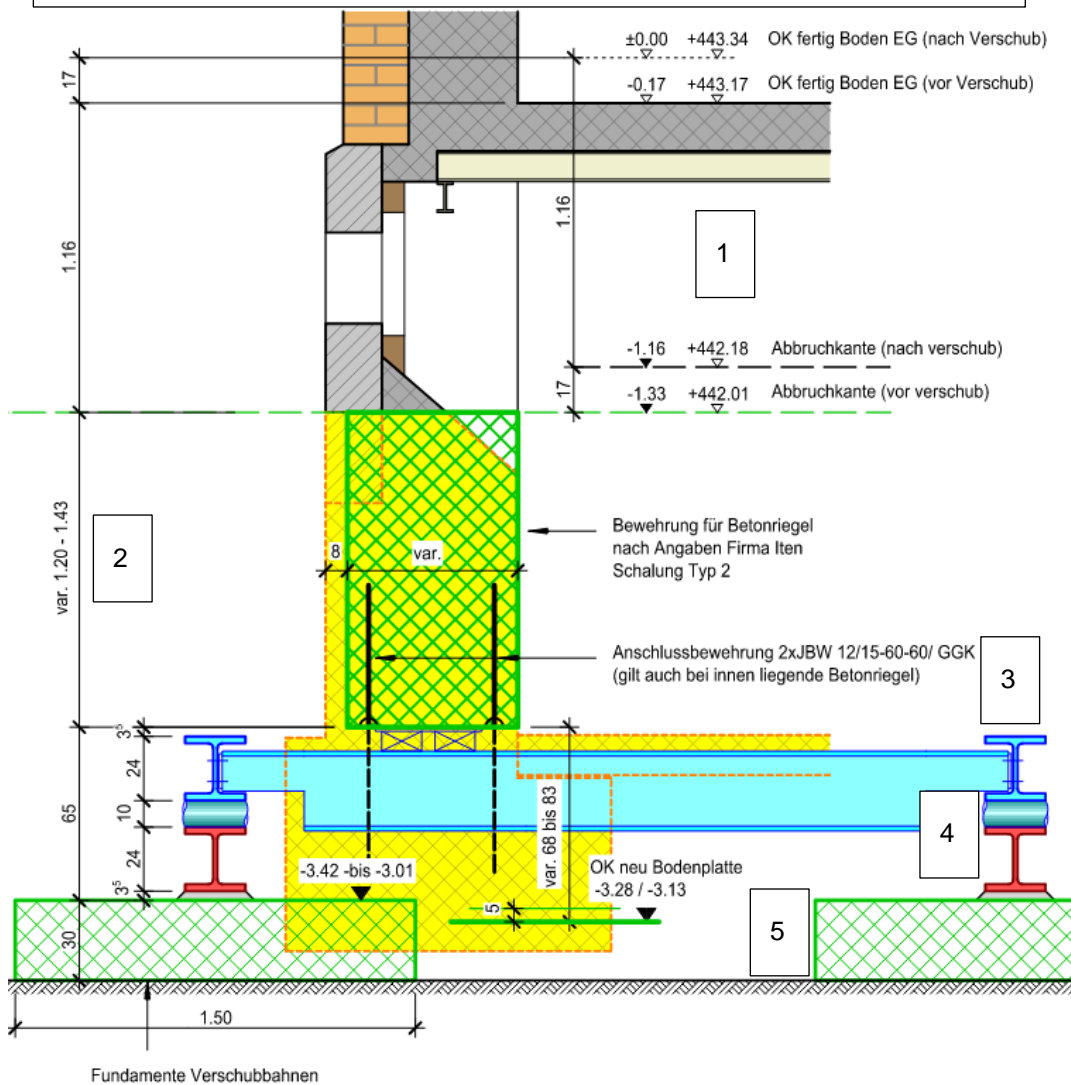 ±0.00 +443.34 OK fertig Boden EG (nach Verschub)
-0.17 +443.17 OK fertig Boden EG (vor Verschub)
17
1.16
1.16
1
-1.16 +442.18 Abbruchkante (nach verschub)
17
-1.33 +442.01 Abbruchkante (vor verschub)
var. 1.20 - 1.43
2
8
var.
Bewehrung für Betonriegel
nach Angaben Firma Iten
Schalung Typ 2
Anschlussbewehrung 2xJBW 12/15-60-60/ GGK
(gilt auch bei innen liegende Betonriegel)
3
3⁵
24
10
24
3⁵
65
30
var. 68 bis 83
4
-3.42 -bis -3.01
OK neu Bodenplatte
-3.28 / -3.13
5
5
1.50
Fundamente Verschubbahnen